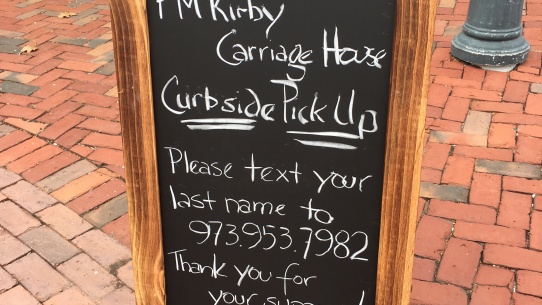 PM Kirby
Carriage House
Curbside Pick Up
Please text your
last name to
973.953.7982
Thank you for
your